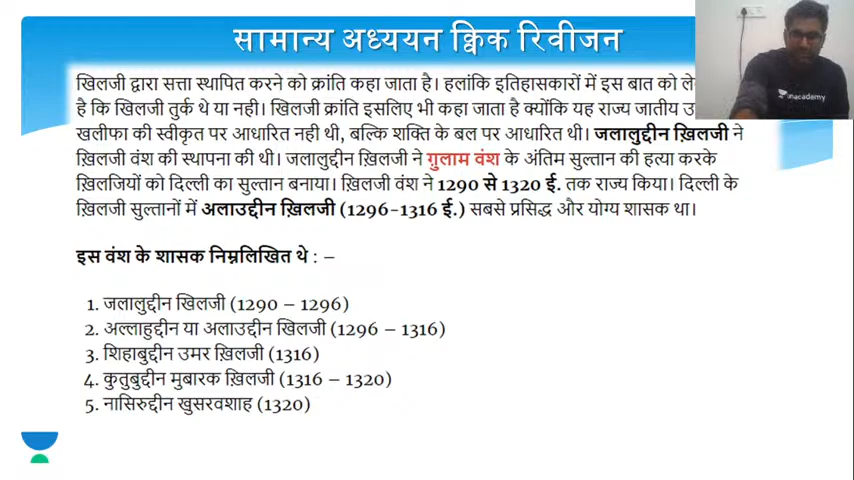 सामान्य अध्ययन क्विक रिवीजन
खिलजी द्वारा सत्ता स्थापित करने को क्रांति कहा जाता है। हलांकि इतिहासकारों में इस बात को
है कि खिलजी तुर्क थे या नही। खिलजी क्रांति इसलिए भी कहा जाता है क्योंकि यह राज्य जातीय
खलीफा की स्वीकृत पर आधारित नही थी, बल्कि शक्ति के बल पर आधारित थी। जलालुद्दीन ख़िलजी ने
ख़िलजी वंश की स्थापना की थी। जलालुद्दीन ख़िलजी ने ग़ुलाम वंश के अंतिम सुल्तान की हत्या करके
ख़िलजियों को दिल्ली का सुल्तान बनाया। ख़िलजी वंश ने 1290 से 1320 ई. तक राज्य किया। दिल्ली के
ख़िलजी सुल्तानों में अलाउद्दीन ख़िलजी (1296-1316 ई.) सबसे प्रसिद्ध और योग्य शासक था।
इस वंश के शासक निम्नलिखित थे : –
1. जलालुद्दीन खिलजी (1290 – 1296)
2. अल्लाहुद्दीन या अलाउद्दीन खिलजी (1296 – 1316)
3. शिहाबुद्दीन उमर ख़िलजी (1316)
4. कुतुबुद्दीन मुबारक ख़िलजी (1316 – 1320)
5. नासिरुद्दीन खुसरवशाह (1320)
unacademy